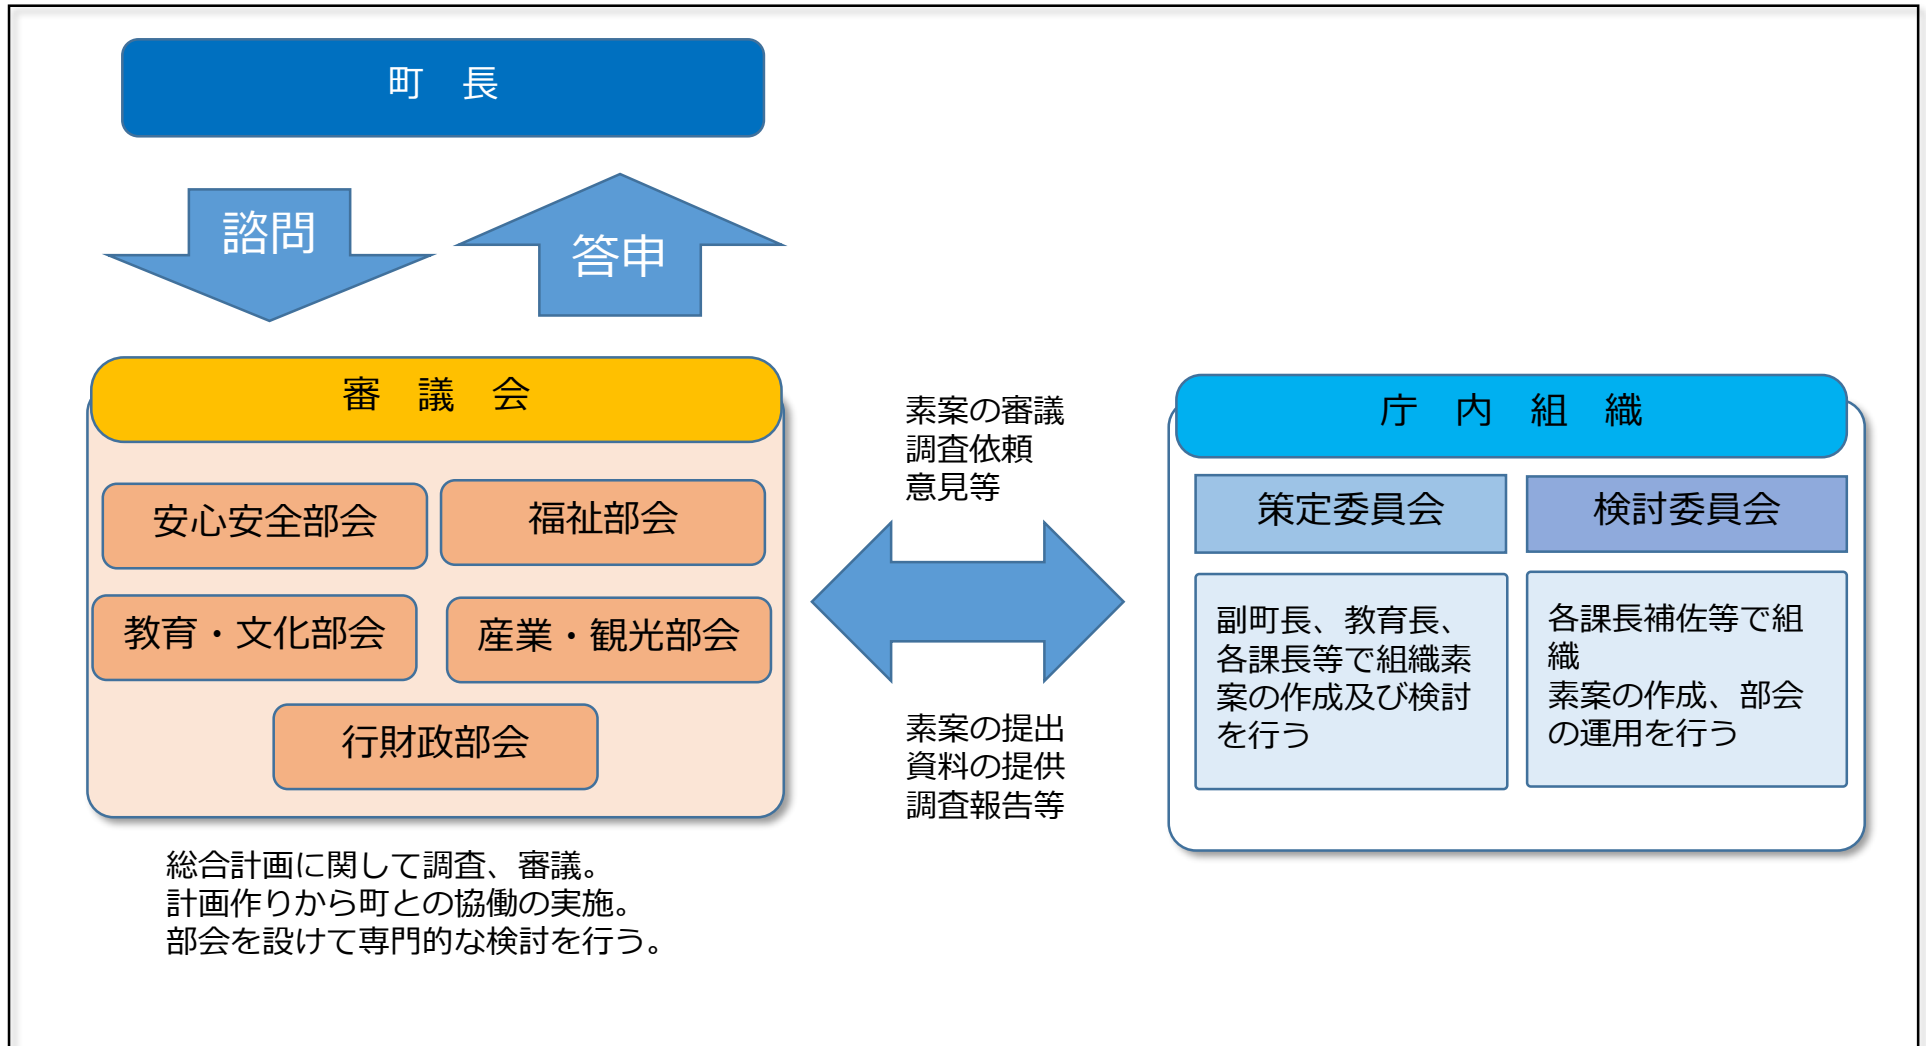 町　長
諮問
答申
審　議　会
安心安全部会
福祉部会
教育・文化部会
産業・観光部会
行財政部会
総合計画に関して調査、審議。
計画作りから町との協働の実施。
部会を設けて専門的な検討を行う。
素案の審議
調査依頼
意見等
素案の提出
資料の提供
調査報告等
庁　内　組　織
策定委員会
副町長、教育長、
各課長等で組織素
案の作成及び検討
を行う
検討委員会
各課長補佐等で組
織
素案の作成、部会
の運用を行う